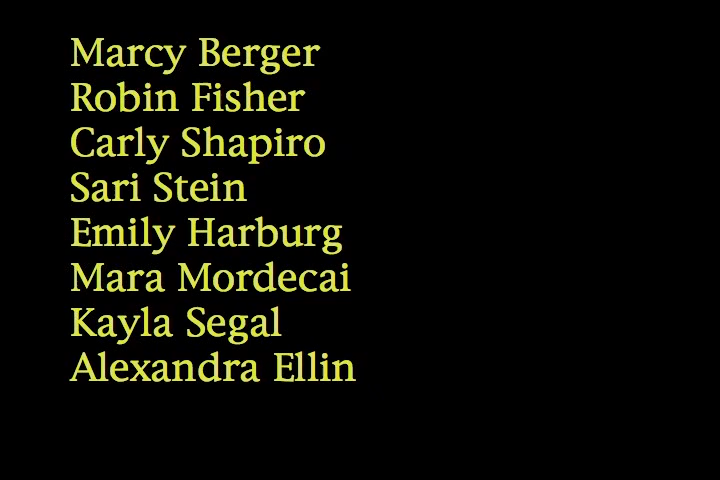 Marcy Berger
Robin Fisher
Carly Shapiro
Sari Stein
Emily Harburg
Mara Mordecai
Kayla Segal
Alexandra Ellin